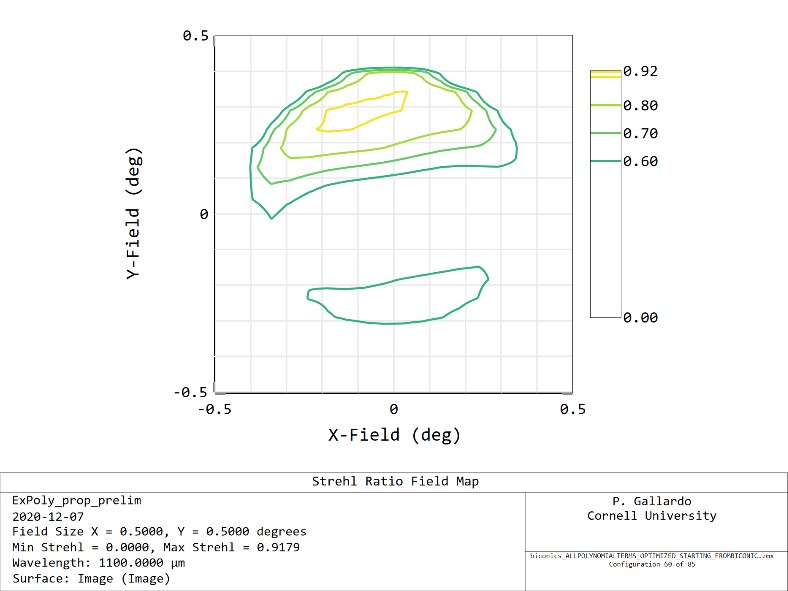 0.5
0
-0.5
-0.5
0
0.5
Y-Field (deg)
X-Field (deg)
0.92
0.80
0.70
0.60
0.00
Strehl Ratio Field Map
ExPoly_prop_prelim
2020-12-07
Field Size X = 0.5000, Y = 0.5000 degrees
Min Strehl = 0.0000, Max Strehl = 0.9179
Wavelength: 1100.0000 µm
Surface: Image (Image)
P. Gallardo
Cornell University
biconics_ALLPOLYNOMIALTERMS_OPTIMIZED_STARTING_FROMBICONIC.zmx
Configuration 60 of 85